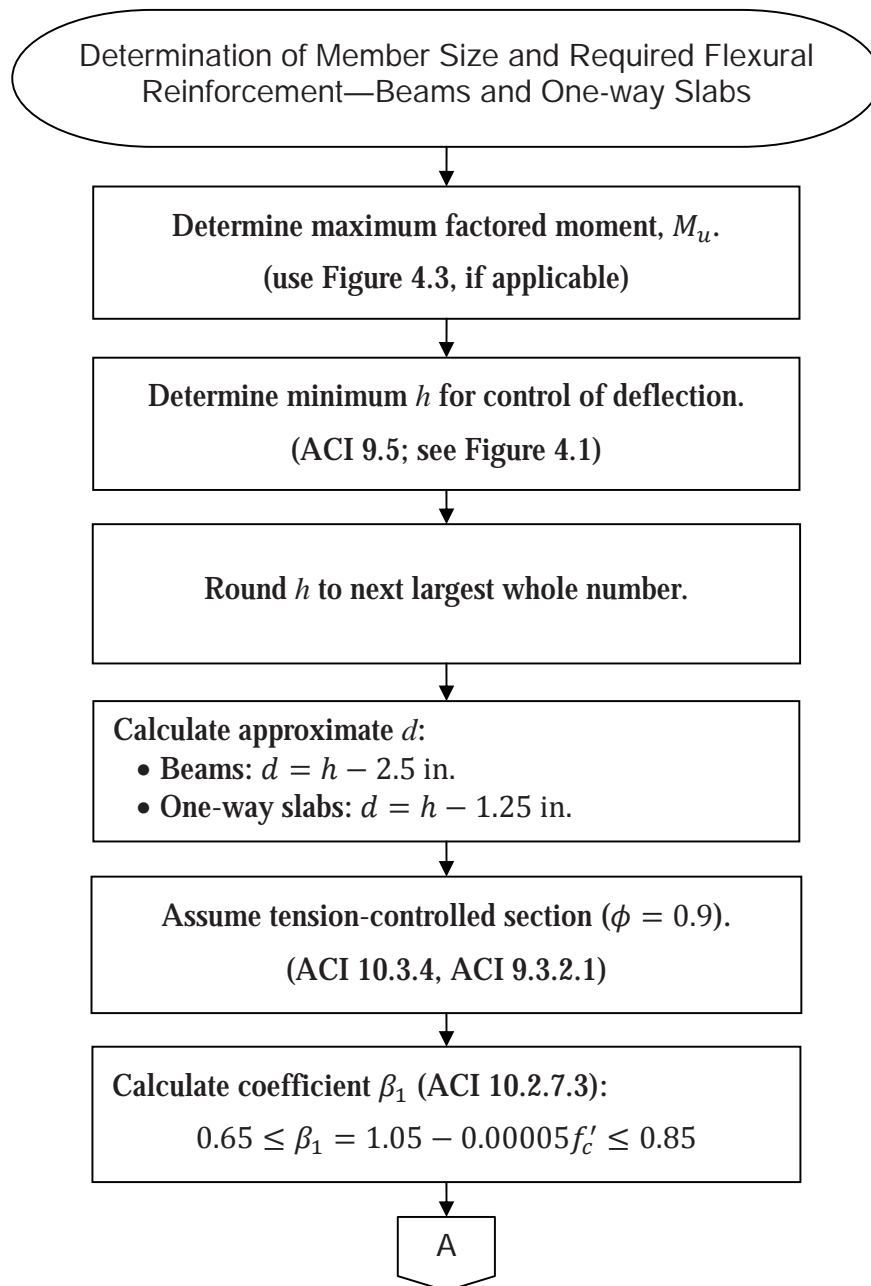 Determination of Member Size and Required Flexural
Reinforcement—Beams and One-way Slabs
Determine maximum factored moment, 𝑀𝑢.
(use Figure 4.3, if applicable)
Determine minimum h for control of deflection.
(ACI 9.5; see Figure 4.1)
Round h to next largest whole number.
Calculate approximate d:
• Beams: 𝑑 = ℎ − 2.5 in.
• One-way slabs: 𝑑 = ℎ − 1.25 in.
Assume tension-controlled section (𝜙 = 0.9).
(ACI 10.3.4, ACI 9.3.2.1)
Calculate coefficient 𝛽₁ (ACI 10.2.7.3):
0.65 ≤ 𝛽₁ = 1.05 − 0.00005𝑓𝑐′ ≤ 0.85
A